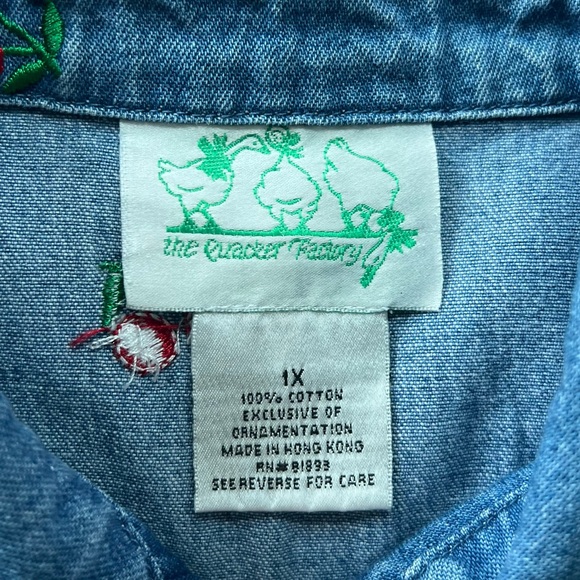 the Quacker Factory
1X
100% COTTON
EXCLUSIVE OF
ORNAMENTATION
MADE IN HONG KONG
RN# 81893
SEE REVERSE FOR CARE